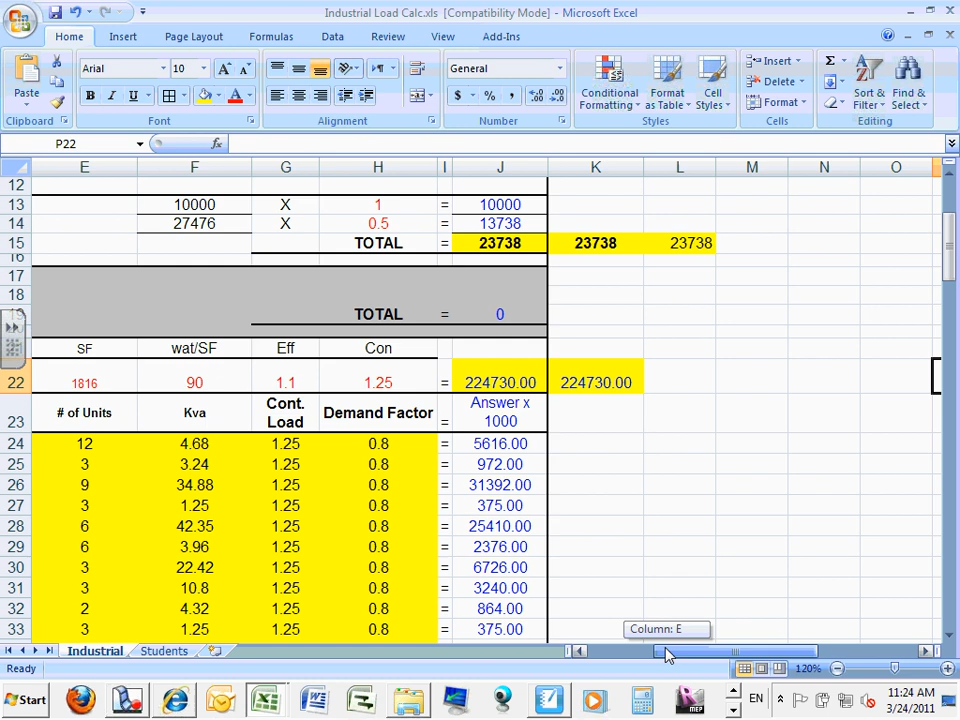 Industrial Load Calc.xls [Compatibility Mode] - Microsoft Excel
Home Insert Page Layout Formulas Data Review View Add-Ins
Paste
Arial 10
General
Conditional Formatting
Format as Table
Cell Styles
Insert
Delete
Format
Sort & Filter
Find & Select
B I U
$ % ,
Clipboard Font Alignment Number Styles Cells Editing
P22 fx
E F G H I J K L M N O
12
13 10000 X 1 = 10000
14 27476 X 0.5 = 13738
15 TOTAL = 23738 23738 23738
16
17
18
19 TOTAL = 0
SF wat/SF Eff Con
22 1816 90 1.1 1.25 = 224730.00 224730.00
23 # of Units Kva Cont. Load Demand Factor = Answer x 1000
24 12 4.68 1.25 0.8 = 5616.00
25 3 3.24 1.25 0.8 = 972.00
26 9 34.88 1.25 0.8 = 31392.00
27 3 1.25 1.25 0.8 = 375.00
28 6 42.35 1.25 0.8 = 25410.00
29 6 3.96 1.25 0.8 = 2376.00
30 3 22.42 1.25 0.8 = 6726.00
31 3 10.8 1.25 0.8 = 3240.00
32 2 4.32 1.25 0.8 = 864.00
33 3 1.25 1.25 0.8 = 375.00
Column: E
Industrial Students
Ready 120%
Start MEP EN 11:24 AM
3/24/2011